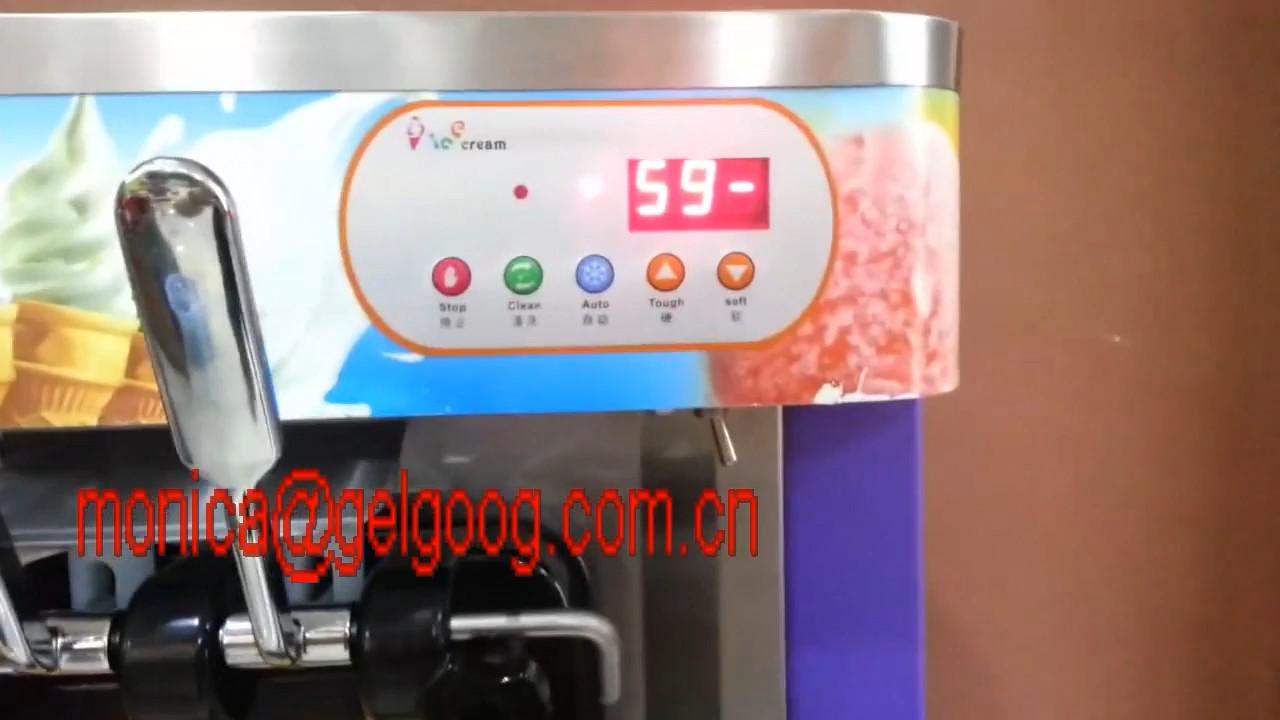 ice cream
59-
Stop Clean Auto Tough soft
停止 清洗 自动 硬 软
monica@gelgoog.com.cn